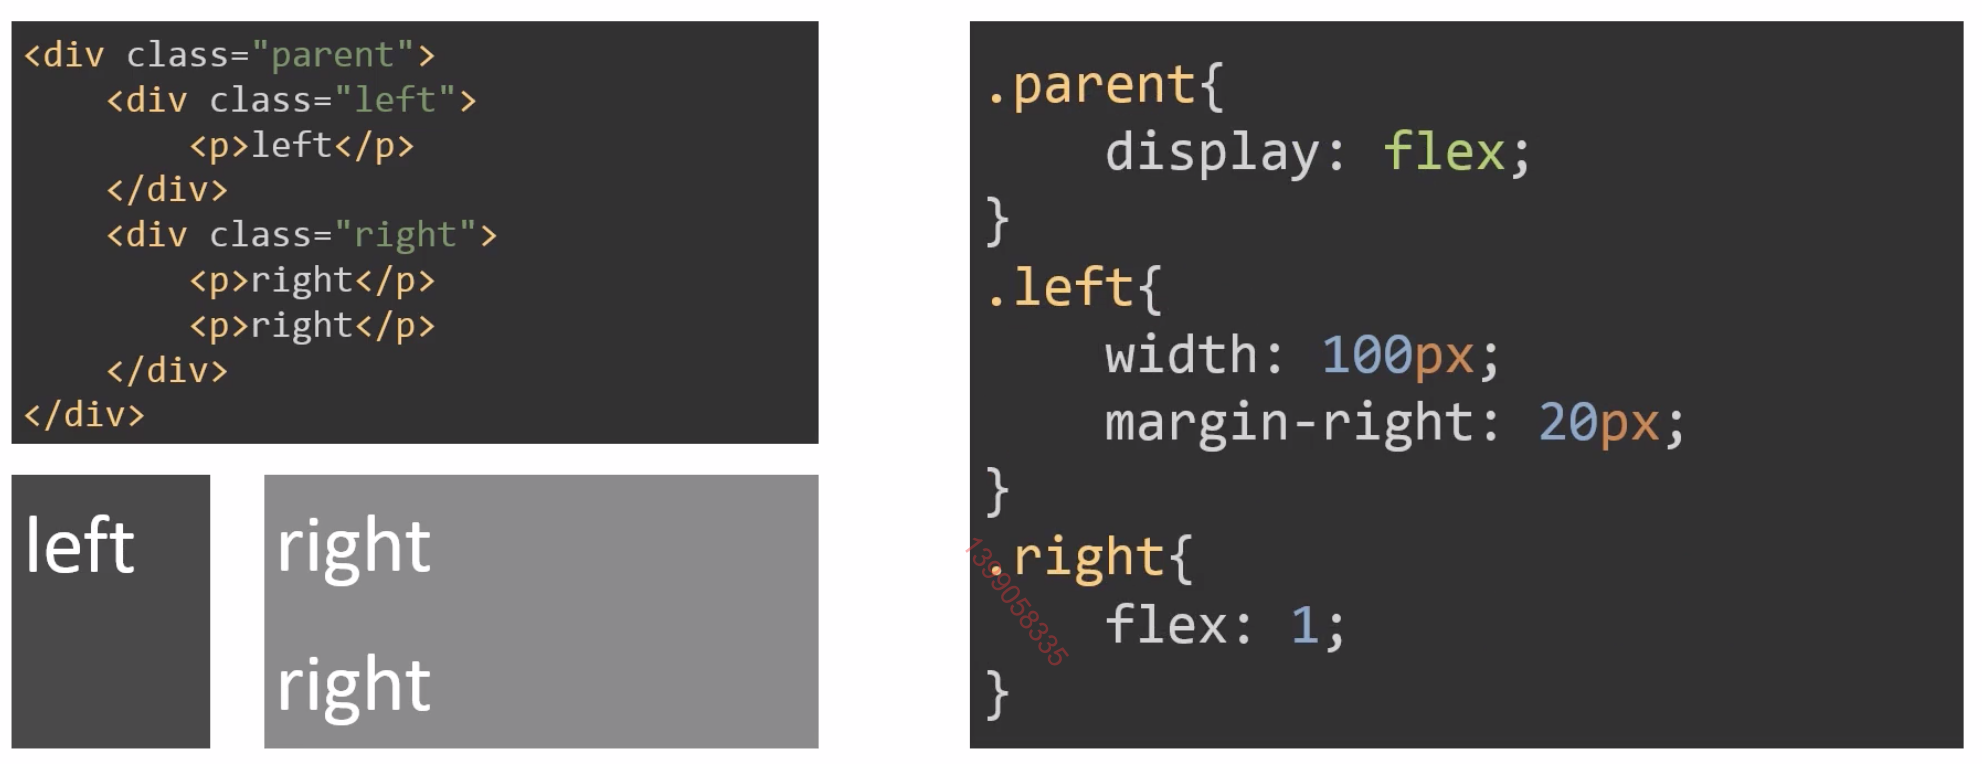 <div class="parent">
    <div class="left">
        <p>left</p>
    </div>
    <div class="right">
        <p>right</p>
        <p>right</p>
    </div>
</div>
left
right
right
.parent{
    display: flex;
}
.left{
    width: 100px;
    margin-right: 20px;
}
.right{
    flex: 1;
}
1399058335